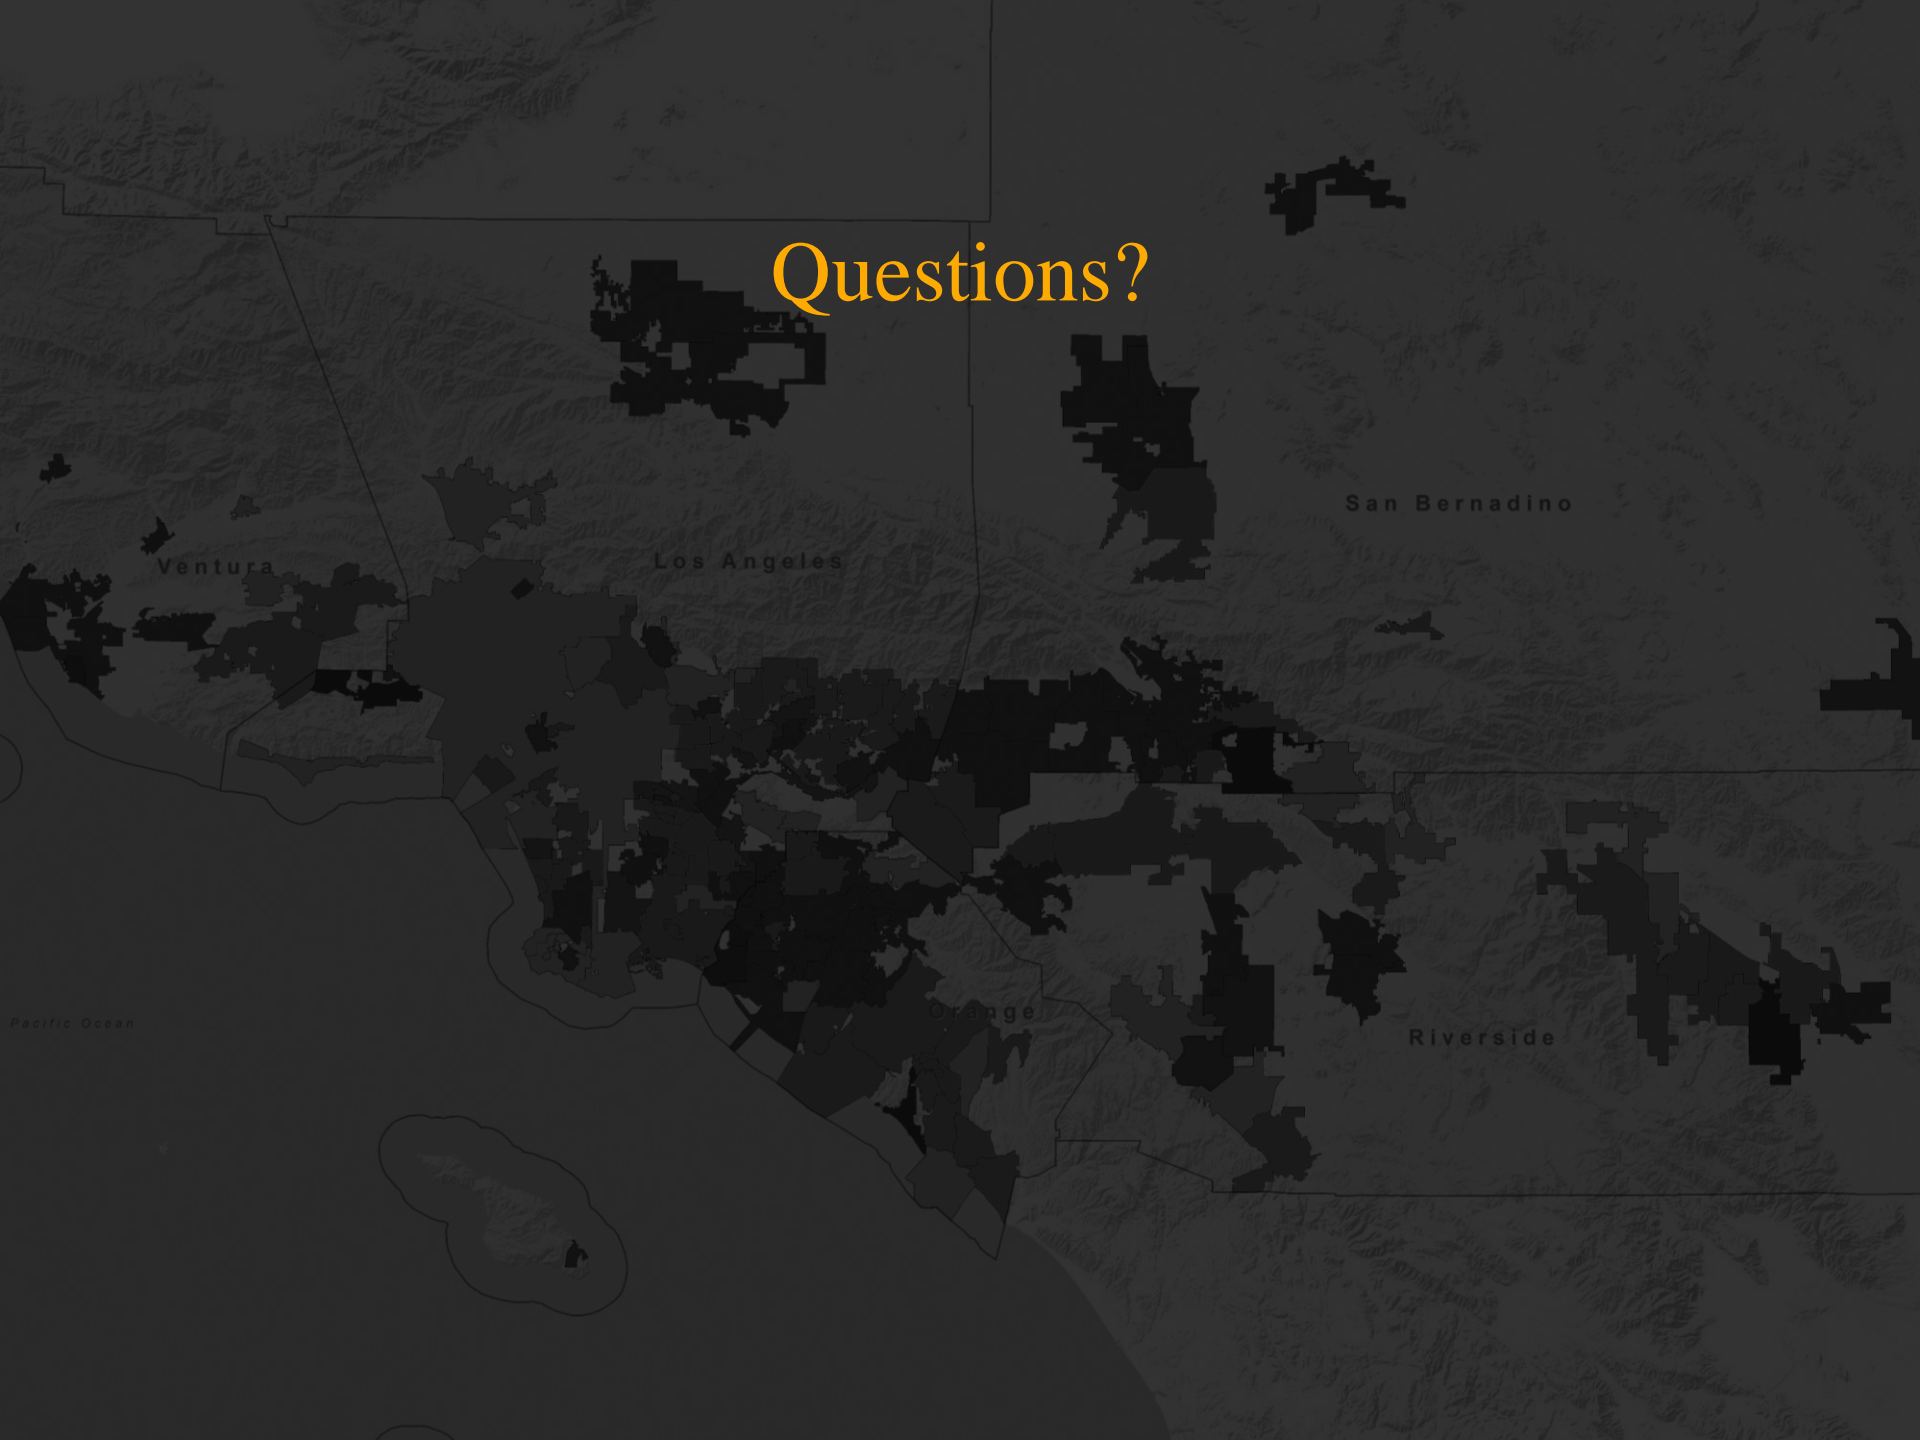 Questions?
San Bernadino
Los Angeles
Ventura
Orange
Pacific Ocean
Riverside